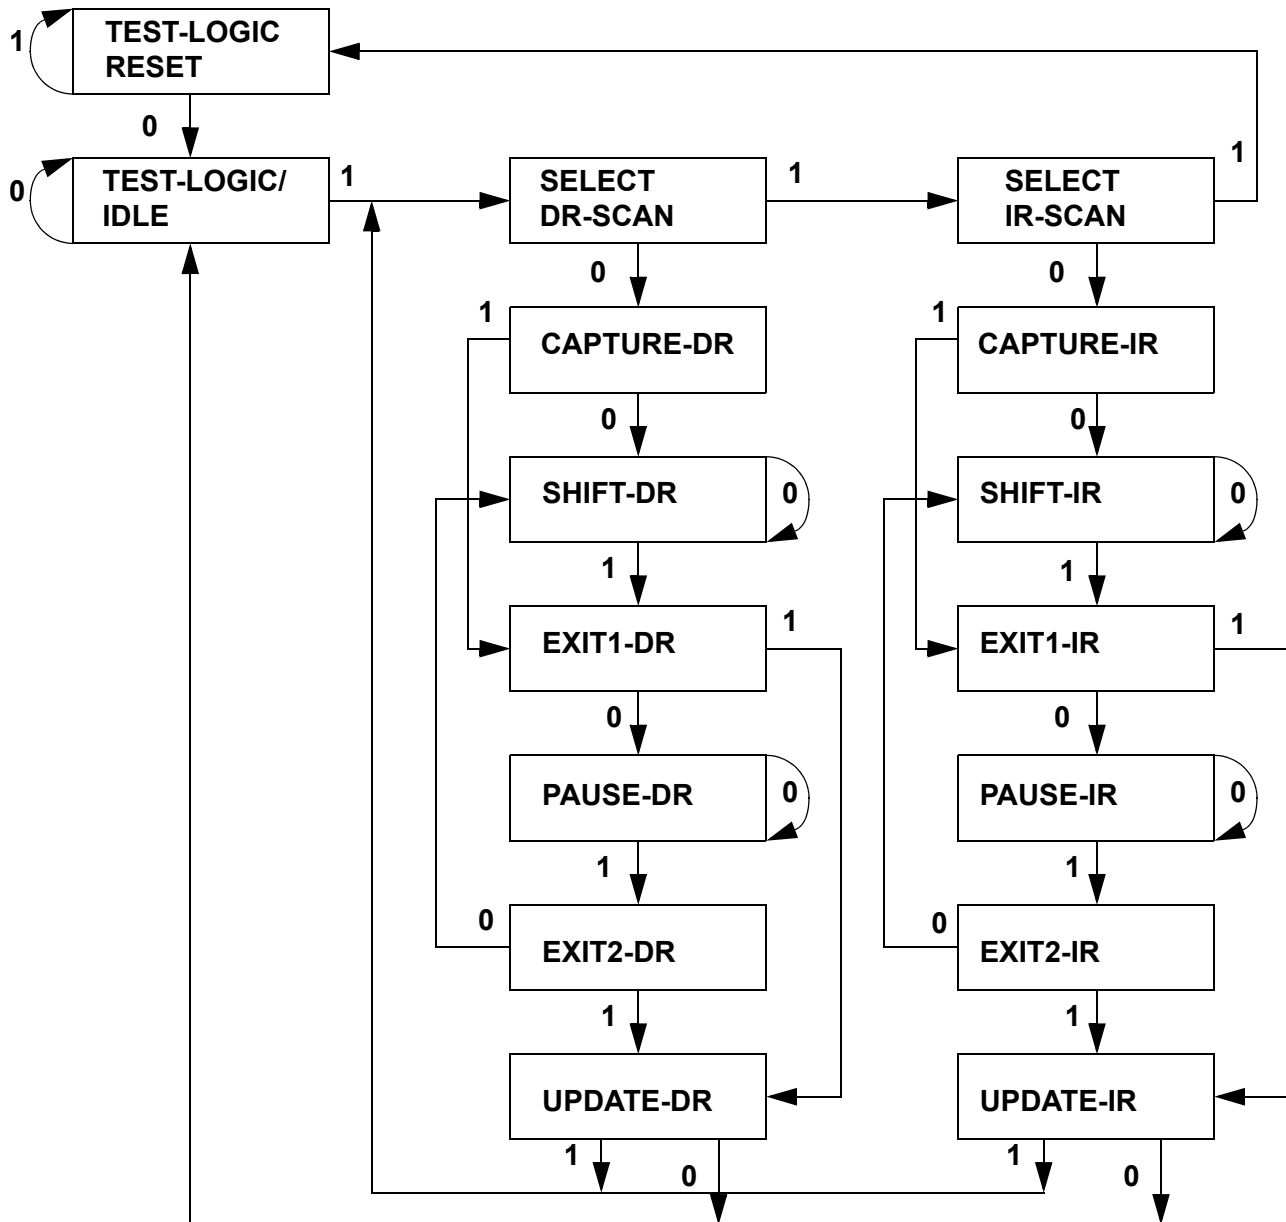 TEST-LOGIC
RESET
1
0
TEST-LOGIC/
IDLE
0
1
SELECT
DR-SCAN
1
SELECT
IR-SCAN
1
0
0
1
CAPTURE-DR
1
CAPTURE-IR
0
0
SHIFT-DR
0
SHIFT-IR
0
1
1
EXIT1-DR
1
EXIT1-IR
1
0
0
PAUSE-DR
0
PAUSE-IR
0
1
1
0
EXIT2-DR
0
EXIT2-IR
1
1
UPDATE-DR
UPDATE-IR
1
0
1
0